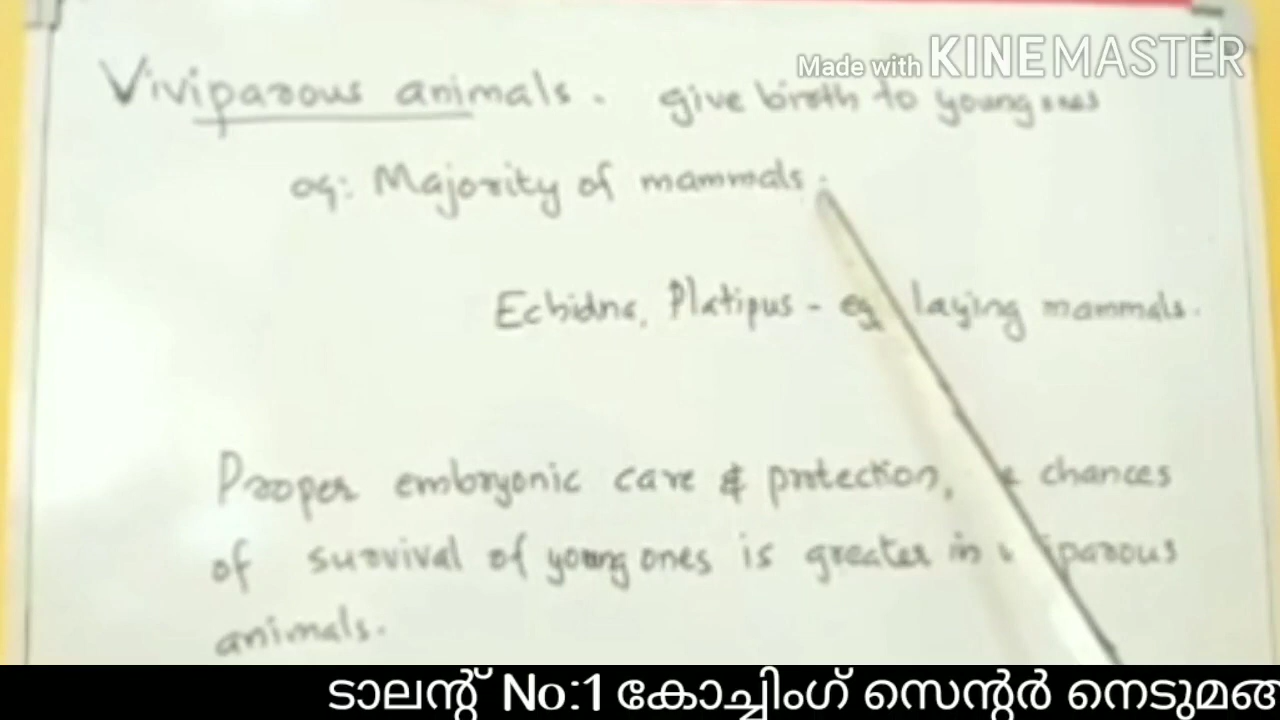 Made with KINEMASTER
Viviparous animals. give birth to young ones
eg: Majority of mammals.
Echidna, Platipus - eg laying mammals.
Proper embryonic care & protection, chances
of survival of young ones is greater in
animals.
ടാലന്റ് No:1 കോച്ചിംഗ് സെന്റർ നെടുമങ്ങ